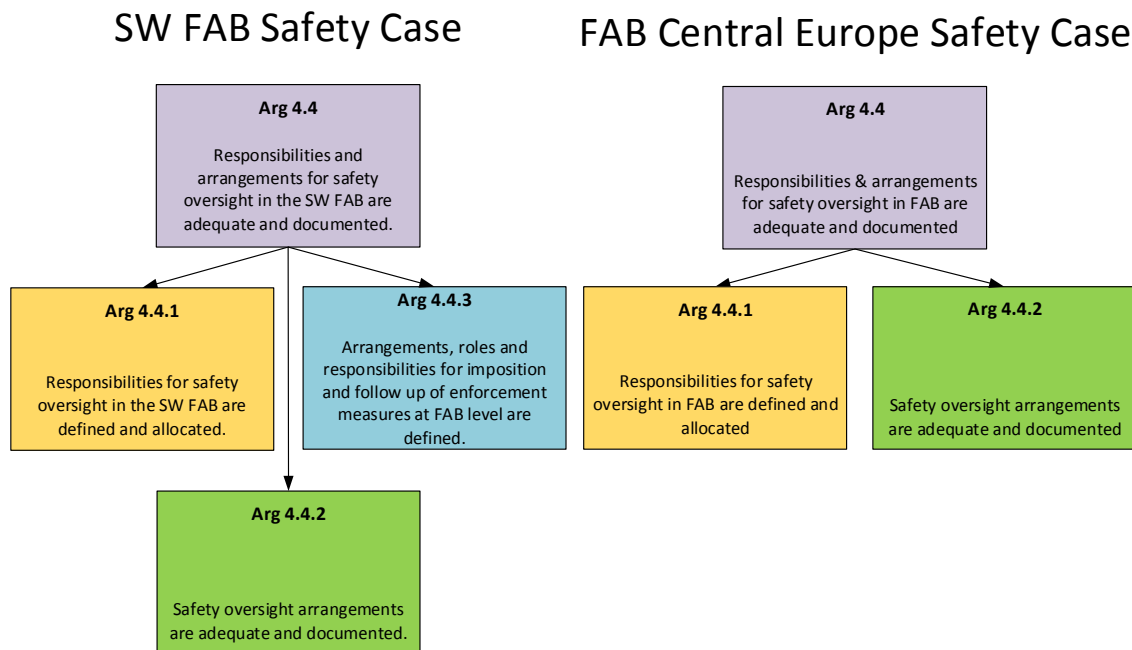 SW FAB Safety Case
FAB Central Europe Safety Case
Arg 4.4
Responsibilities and
arrangements for safety
oversight in the SW FAB are
adequate and documented.
Arg 4.4.1
Responsibilities for safety
oversight in the SW FAB are
defined and allocated.
Arg 4.4.3
Arrangements, roles and
responsibilities for imposition
and follow up of enforcement
measures at FAB level are
defined.
Arg 4.4.2
Safety oversight arrangements
are adequate and documented.
Arg 4.4
Responsibilities & arrangements
for safety oversight in FAB are
adequate and documented
Arg 4.4.1
Responsibilities for safety
oversight in FAB are defined and
allocated
Arg 4.4.2
Safety oversight arrangements
are adequate and documented